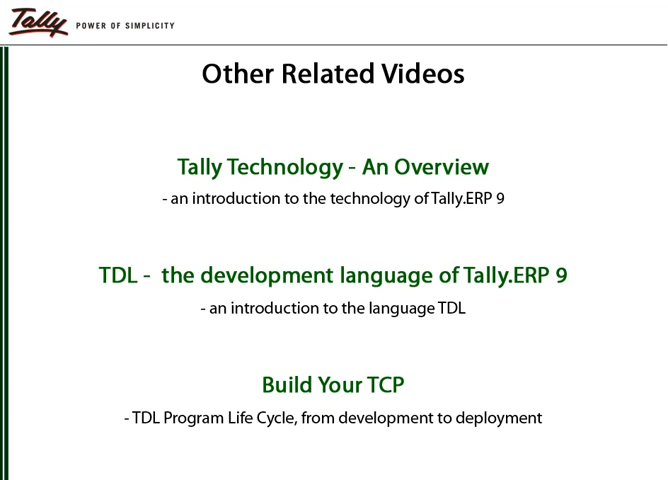 Tally POWER OF SIMPLICITY
Other Related Videos
Tally Technology - An Overview
- an introduction to the technology of Tally.ERP 9
TDL - the development language of Tally.ERP 9
- an introduction to the language TDL
Build Your TCP
- TDL Program Life Cycle, from development to deployment